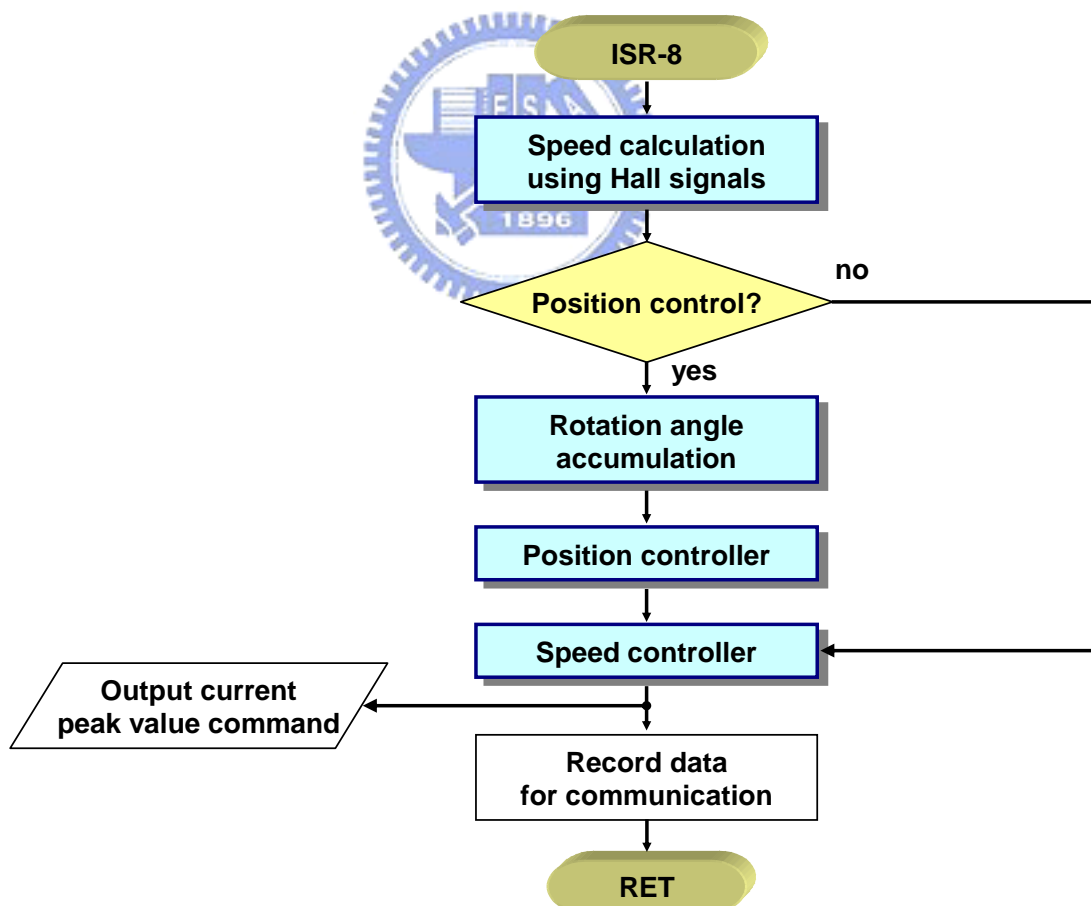 ISR-8
E S A
Speed calculation
using Hall signals
1896
no
Position control?
yes
Rotation angle
accumulation
Position controller
Speed controller
Output current
peak value command
Record data
for communication
RET